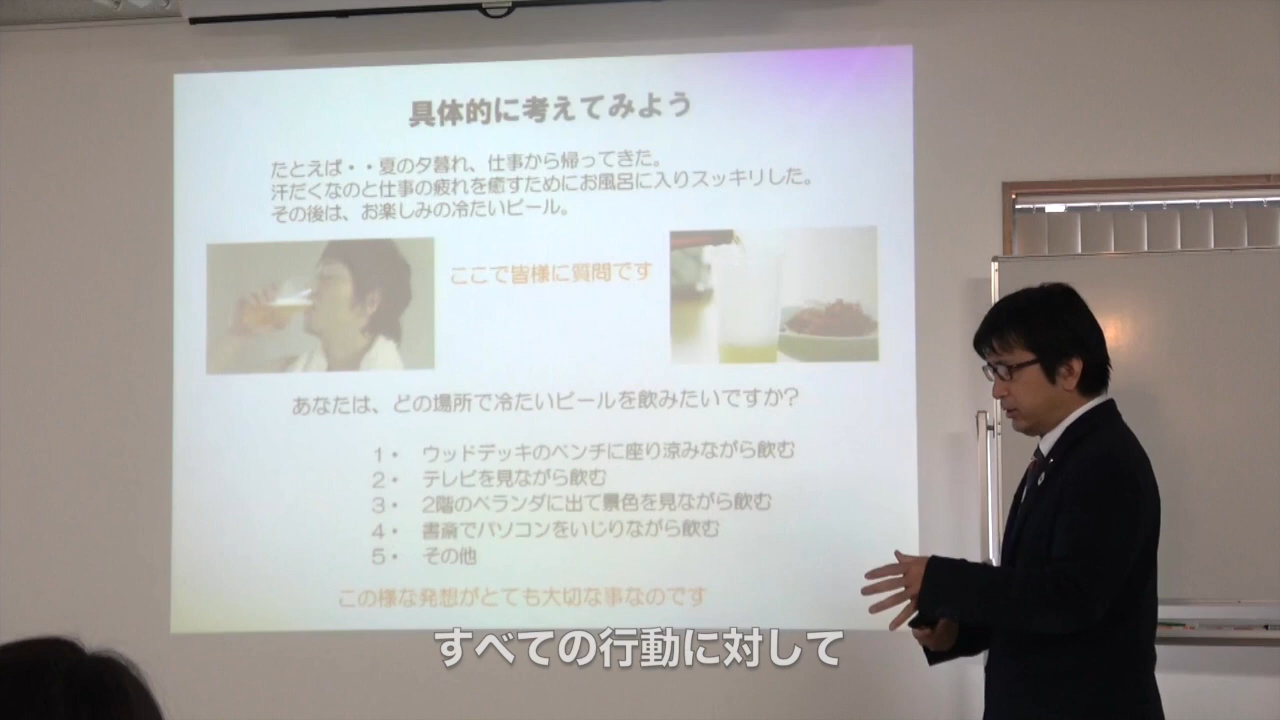 具体的に考えてみよう
たとえば・・夏の夕暮れ、仕事から帰ってきた。
汗だくなのと仕事の疲れを癒すためにお風呂に入りスッキリした。
その後は、お楽しみの冷たいビール。
ここで皆様に質問です
あなたは、どの場所で冷たいビールを飲みたいですか?
1・ ウッドデッキのベンチに座り涼みながら飲む
2・ テレビを見ながら飲む
3・ 2階のベランダに出て景色を見ながら飲む
4・ 書斎でパソコンをいじりながら飲む
5・ その他
この様な発想がとても大切な事なのです
すべての行動に対して